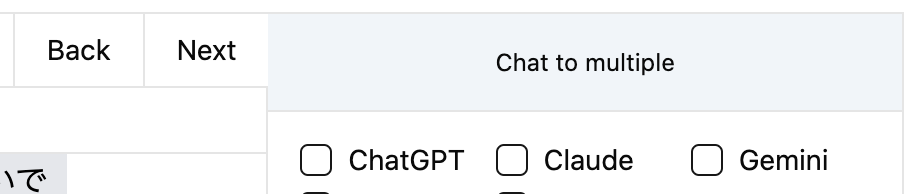 Back Next
Chat to multiple
ChatGPT Claude Gemini
いで